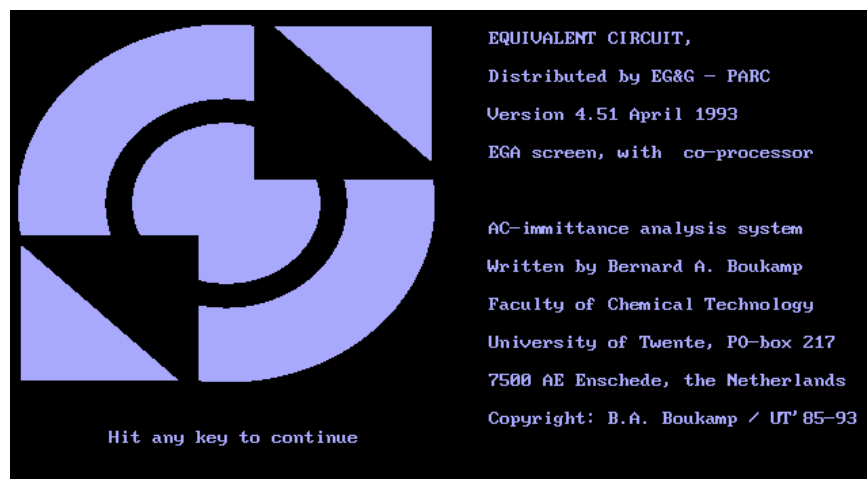 EQUIVALENT CIRCUIT,
Distributed by EG&G - PARC
Version 4.51 April 1993
EGA screen, with  co-processor
AC-immittance analysis system
Written by Bernard A. Boukamp
Faculty of Chemical Technology
University of Twente, PO-box 217
7500 AE Enschede, the Netherlands
Copyright: B.A. Boukamp / UT'85-93
Hit any key to continue